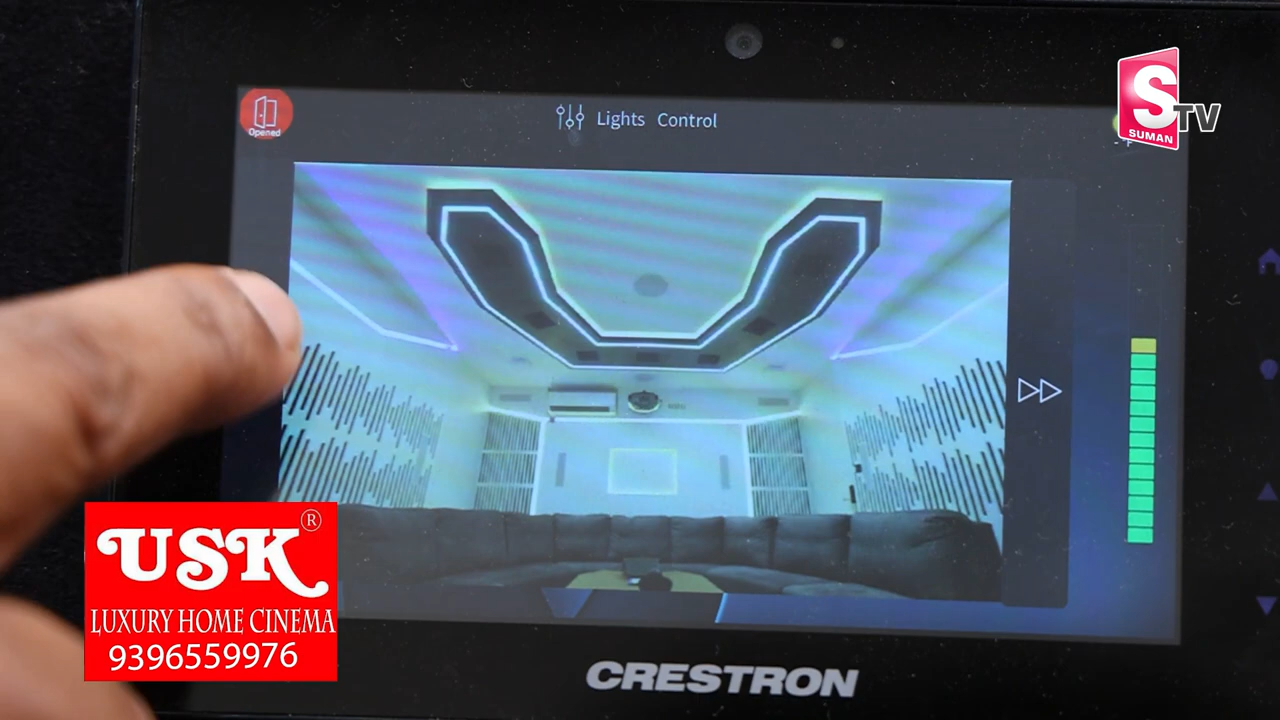 Opened
Lights Control
S
TV
SUMAN
USK®
LUXURY HOME CINEMA
9396559976
CRESTRON